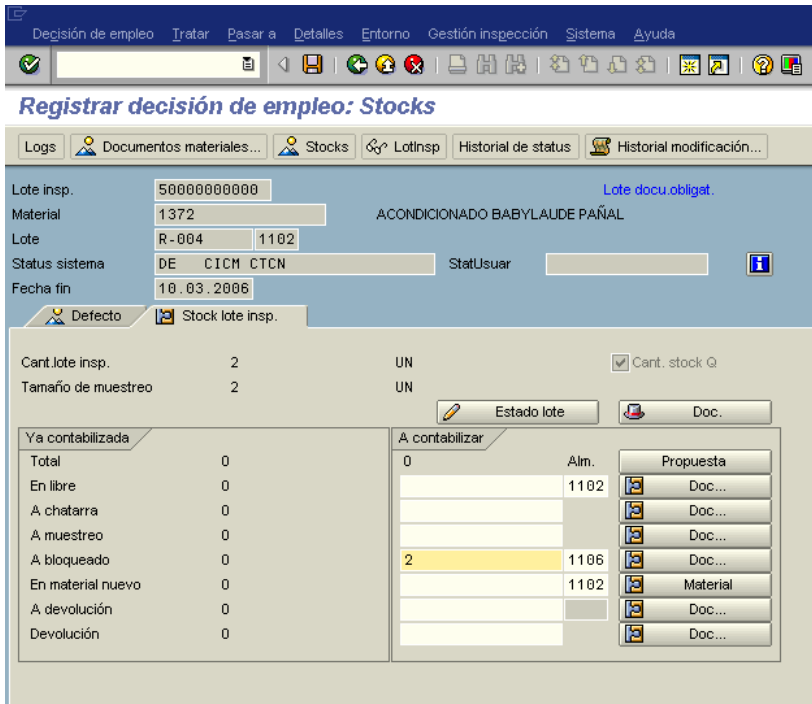 Decisión de empleo Tratar Pasar a Detalles Entorno Gestión inspección Sistema Ayuda
Registrar decisión de empleo: Stocks
Logs Documentos materiales... Stocks LotInsp Historial de status Historial modificación...
Lote insp. 50000000000 Lote docu.obligat.
Material 1372 ACONDICIONADO BABYLAUDE PAÑAL
Lote R-004 1102
Status sistema DE CICM CTCN StatUsuar
Fecha fin 10.03.2006
Defecto Stock lote insp.
Cant.lote insp. 2 UN Cant. stock Q
Tamaño de muestreo 2 UN
Estado lote Doc.
Ya contabilizada A contabilizar
Total 0 0 Alm. Propuesta
En libre 0 1102 Doc...
A chatarra 0 Doc...
A muestreo 0 Doc...
A bloqueado 0 2 1106 Doc...
En material nuevo 0 1102 Material
A devolución 0 Doc...
Devolución 0 Doc...